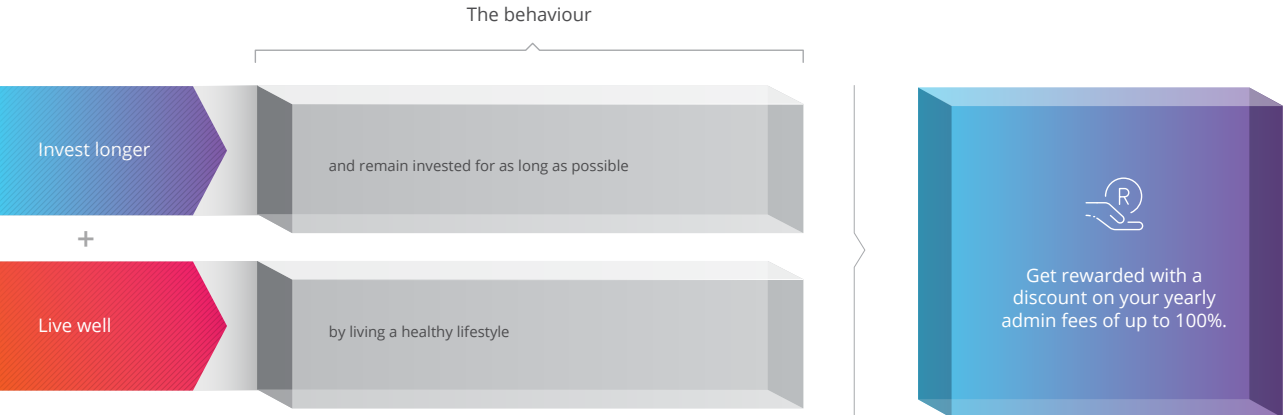 The behaviour
Invest longer
and remain invested for as long as possible
+
Live well
by living a healthy lifestyle
R
Get rewarded with a
discount on your yearly
admin fees of up to 100%.